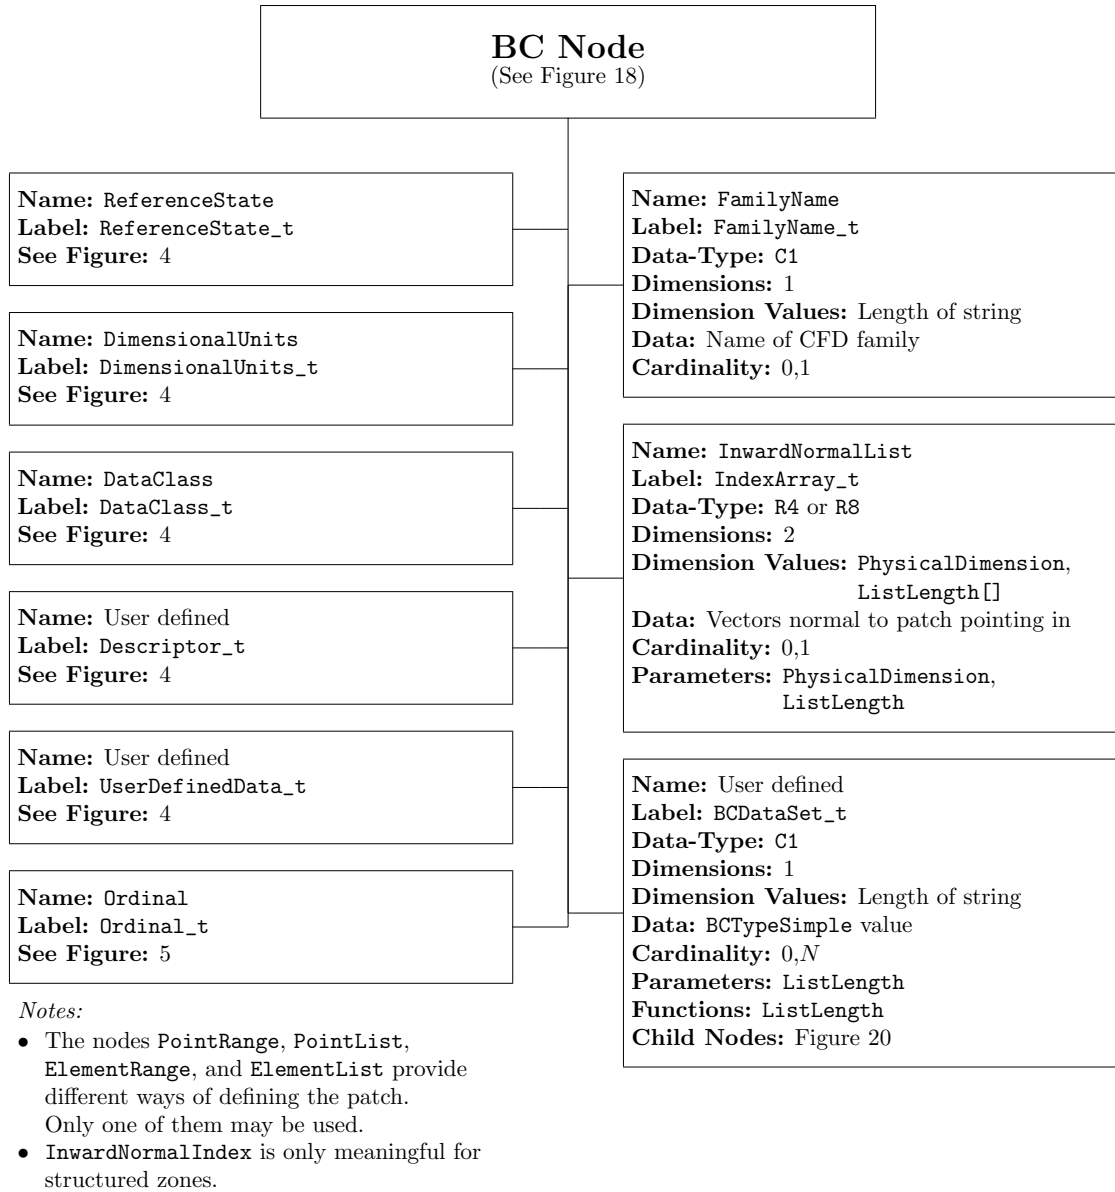 BC Node
(See Figure 18)
Name: ReferenceState
Label: ReferenceState_t
See Figure: 4
Name: DimensionalUnits
Label: DimensionalUnits_t
See Figure: 4
Name: DataClass
Label: DataClass_t
See Figure: 4
Name: User defined
Label: Descriptor_t
See Figure: 4
Name: User defined
Label: UserDefinedData_t
See Figure: 4
Name: Ordinal
Label: Ordinal_t
See Figure: 5
Notes:
• The nodes PointRange, PointList,
ElementRange, and ElementList provide
different ways of defining the patch.
Only one of them may be used.
• InwardNormalIndex is only meaningful for
structured zones.
Name: FamilyName
Label: FamilyName_t
Data-Type: C1
Dimensions: 1
Dimension Values: Length of string
Data: Name of CFD family
Cardinality: 0,1
Name: InwardNormalList
Label: IndexArray_t
Data-Type: R4 or R8
Dimensions: 2
Dimension Values: PhysicalDimension,
ListLength[]
Data: Vectors normal to patch pointing in
Cardinality: 0,1
Parameters: PhysicalDimension,
ListLength
Name: User defined
Label: BCDataSet_t
Data-Type: C1
Dimensions: 1
Dimension Values: Length of string
Data: BCTypeSimple value
Cardinality: 0,N
Parameters: ListLength
Functions: ListLength
Child Nodes: Figure 20